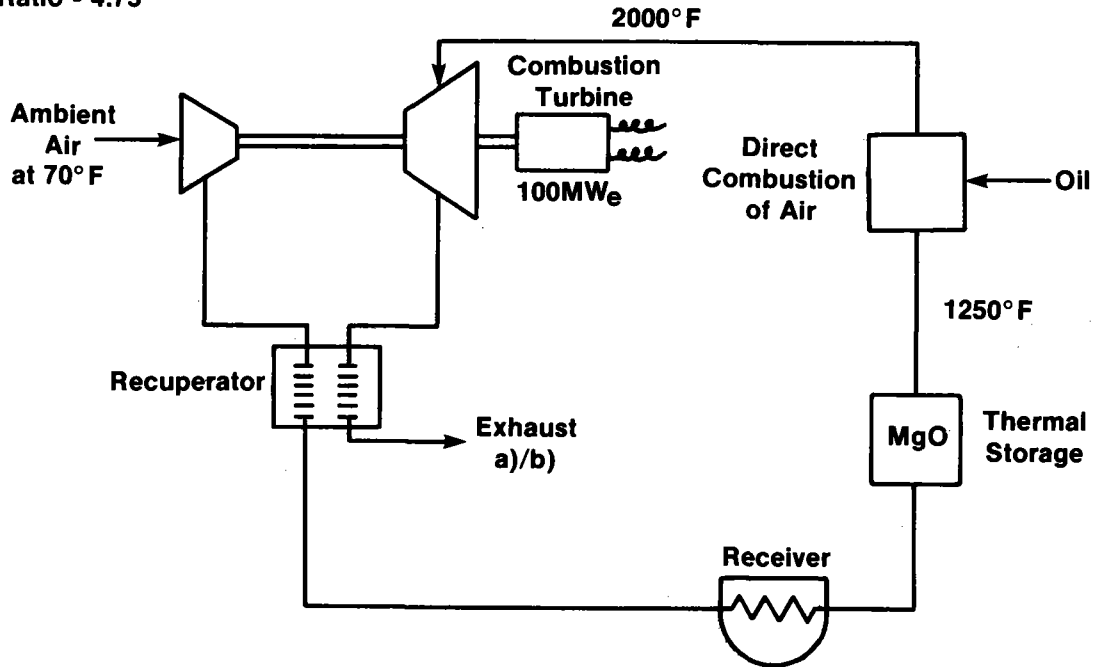 Ratio - 4.75
2000°F
Combustion
Turbine
Ambient
Air
at 70°F
100MWe
Direct
Combustion
of Air
Oil
1250°F
Recuperator
Exhaust
a)/b)
MgO
Thermal
Storage
Receiver